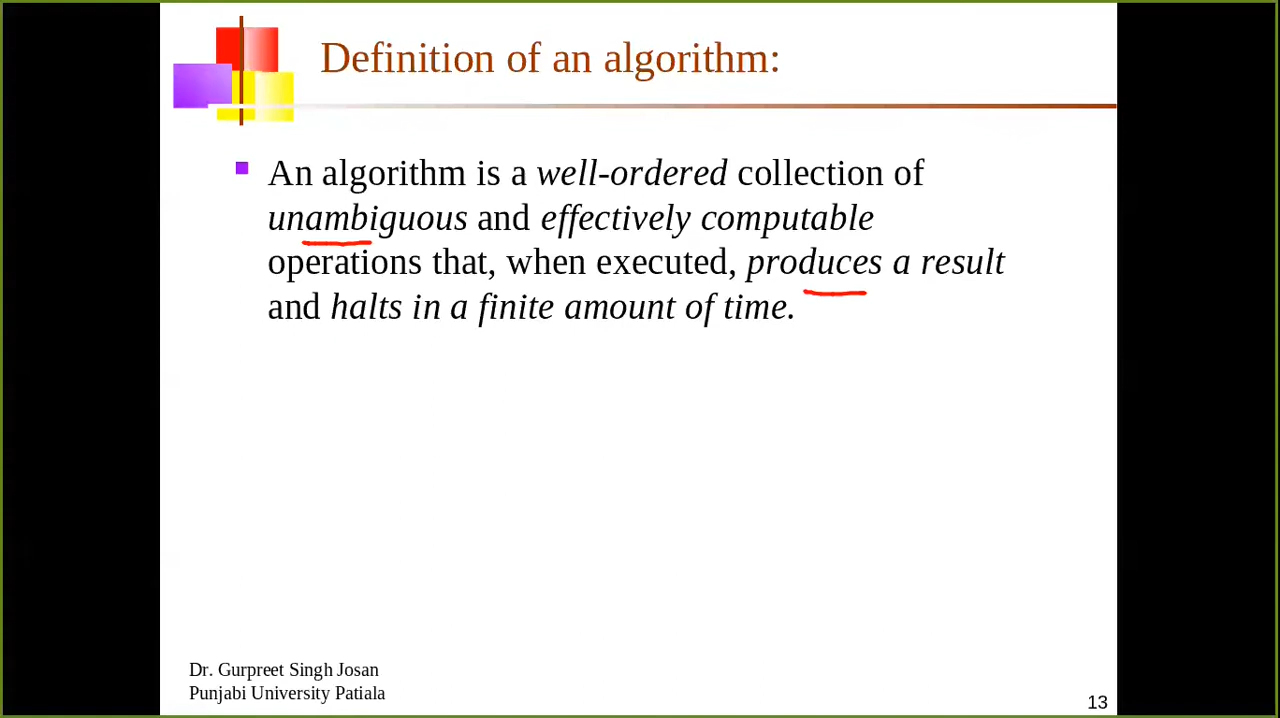 Definition of an algorithm:
An algorithm is a well-ordered collection of
unambiguous and effectively computable
operations that, when executed, produces a result
and halts in a finite amount of time.
Dr. Gurpreet Singh Josan
Punjabi University Patiala
13